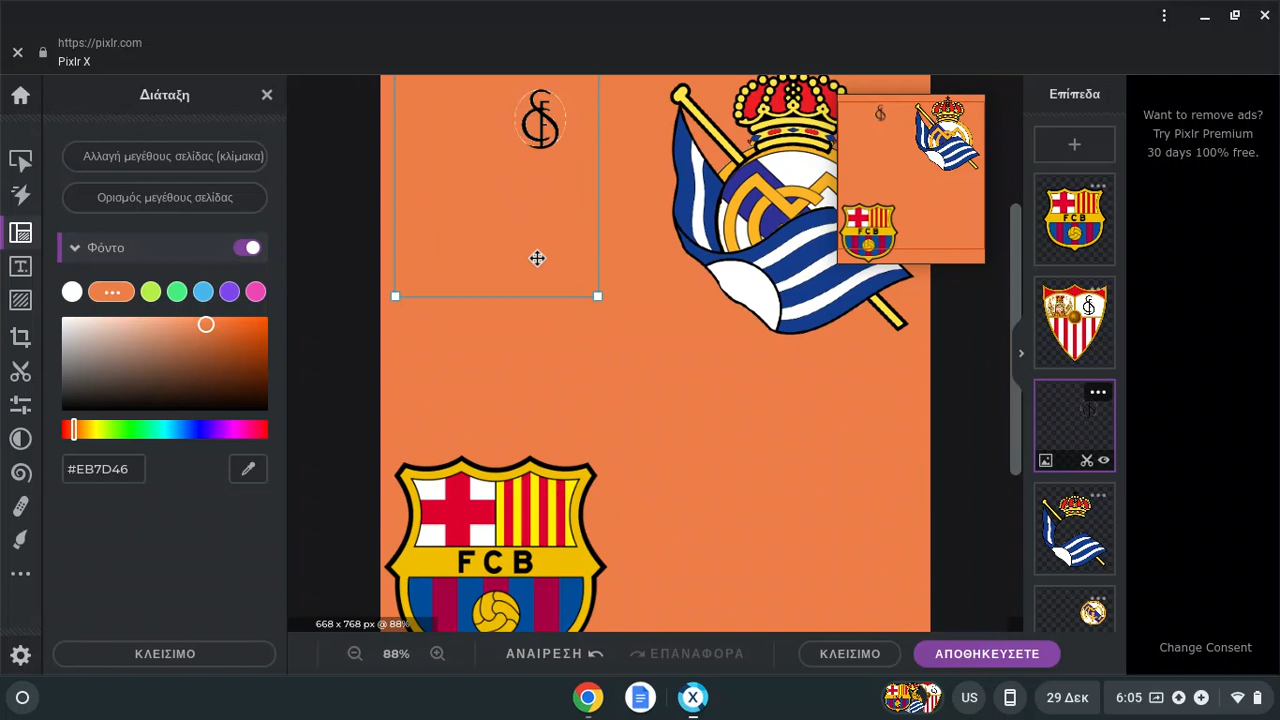 https://pixlr.com
Pixlr X
Διάταξη
Αλλαγή μεγέθους σελίδας (κλίμακα)
Ορισμός μεγέθους σελίδας
Φόντο
#EB7D46
ΚΛΕΙΣΙΜΟ
FCB
668 x 768 px @ 88%
88%
ΑΝΑΙΡΕΣΗ
ΕΠΑΝΑΦΟΡΑ
ΚΛΕΙΣΙΜΟ
ΑΠΟΘΗΚΕΥΣΕΤΕ
FCB
Επίπεδα
FCB
Want to remove ads?
Try Pixlr Premium
30 days 100% free.
Change Consent
US
29 Δεκ
6:05